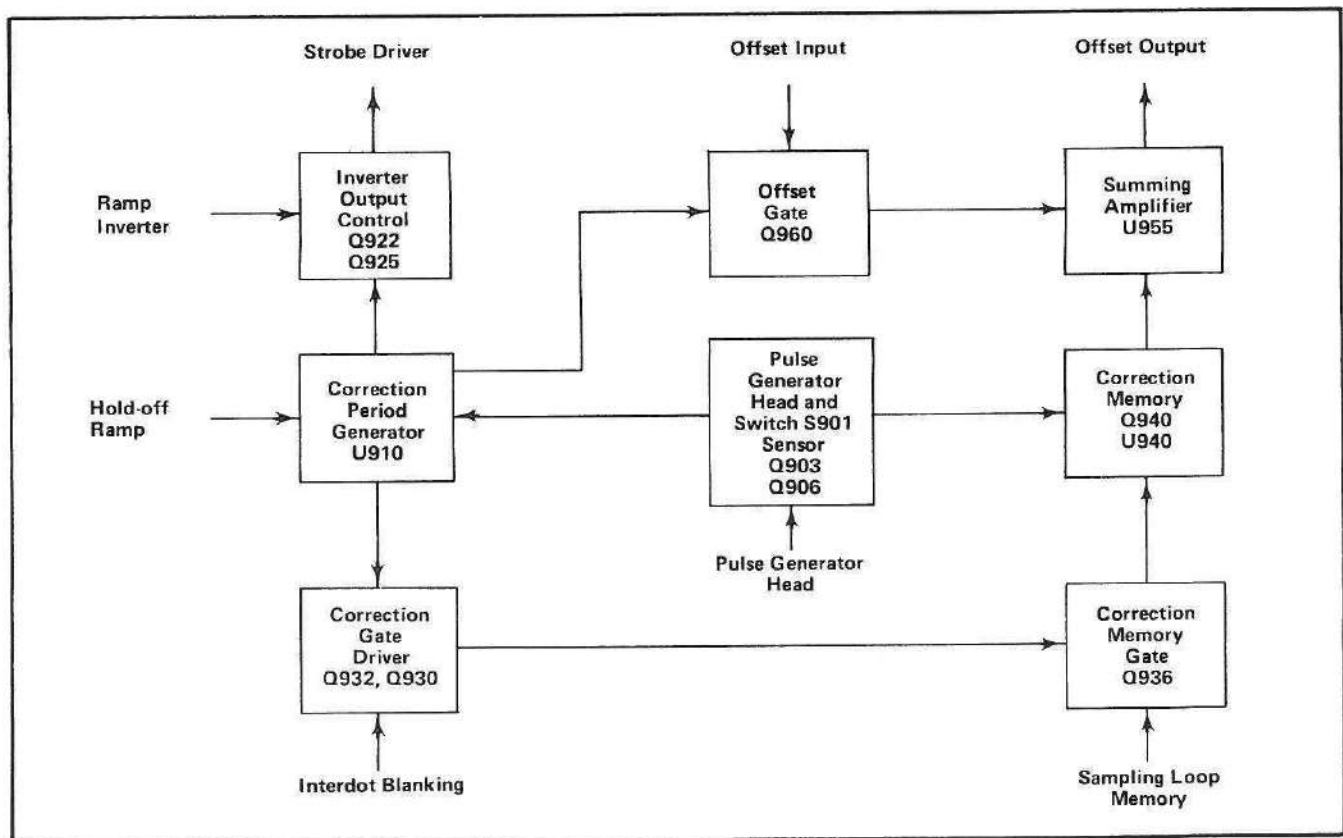 Strobe Driver
Offset Input
Offset Output
Ramp
Inverter
Inverter
Output
Control
Q922
Q925
Offset
Gate
Q960
Summing
Amplifier
U955
Hold-off
Ramp
Correction
Period
Generator
U910
Pulse
Generator
Head and
Switch S901
Sensor
Q903
Q906
Correction
Memory
Q940
U940
Pulse Generator
Head
Correction
Gate
Driver
Q932, Q930
Correction
Memory
Gate
Q936
Interdot Blanking
Sampling Loop
Memory